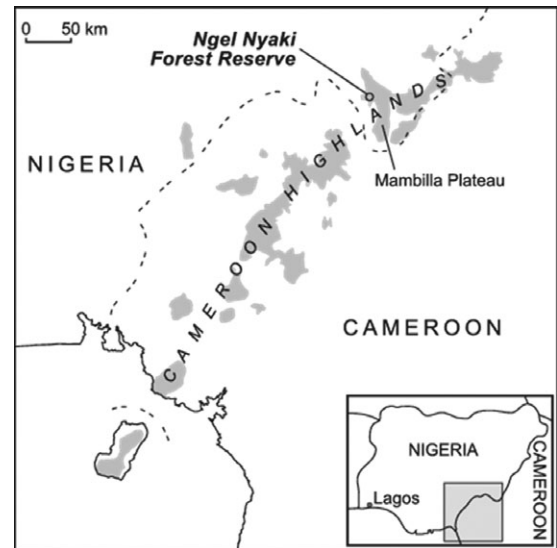 0 50 km
Ngel Nyaki
Forest Reserve
NIGERIA
CAMEROON HIGHLANDS
Mambilla Plateau
CAMEROON
NIGERIA
Lagos
CAMEROON